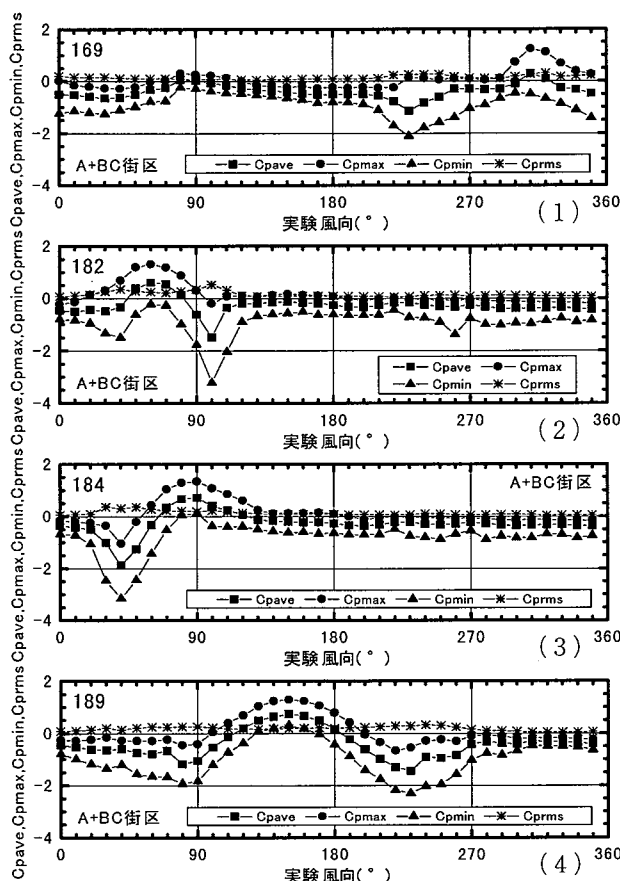 Cpave,Cpmax,Cpmin,Cprms Cpave,Cpmax,Cpmin,Cprms Cpave,Cpmax,Cpmin,Cprms Cpave,Cpmax,Cpmin,Cprms
2
169
0
-2
A+BC街区
Cpave Cpmax Cpmin Cprms
-4
0 90 180 270 360
実験風向(°)
(1)
2
182
0
-2
A+BC街区
Cpave Cpmax
Cpmin Cprms
-4
0 90 180 270 360
実験風向(°)
(2)
2
184
A+BC街区
0
-2
Cpave Cpmax Cpmin Cprms
-4
0 90 180 270 360
実験風向(°)
(3)
2
189
0
-2
A+BC街区
Cpave Cpmax Cpmin Cprms
-4
0 90 180 270 360
実験風向(°)
(4)